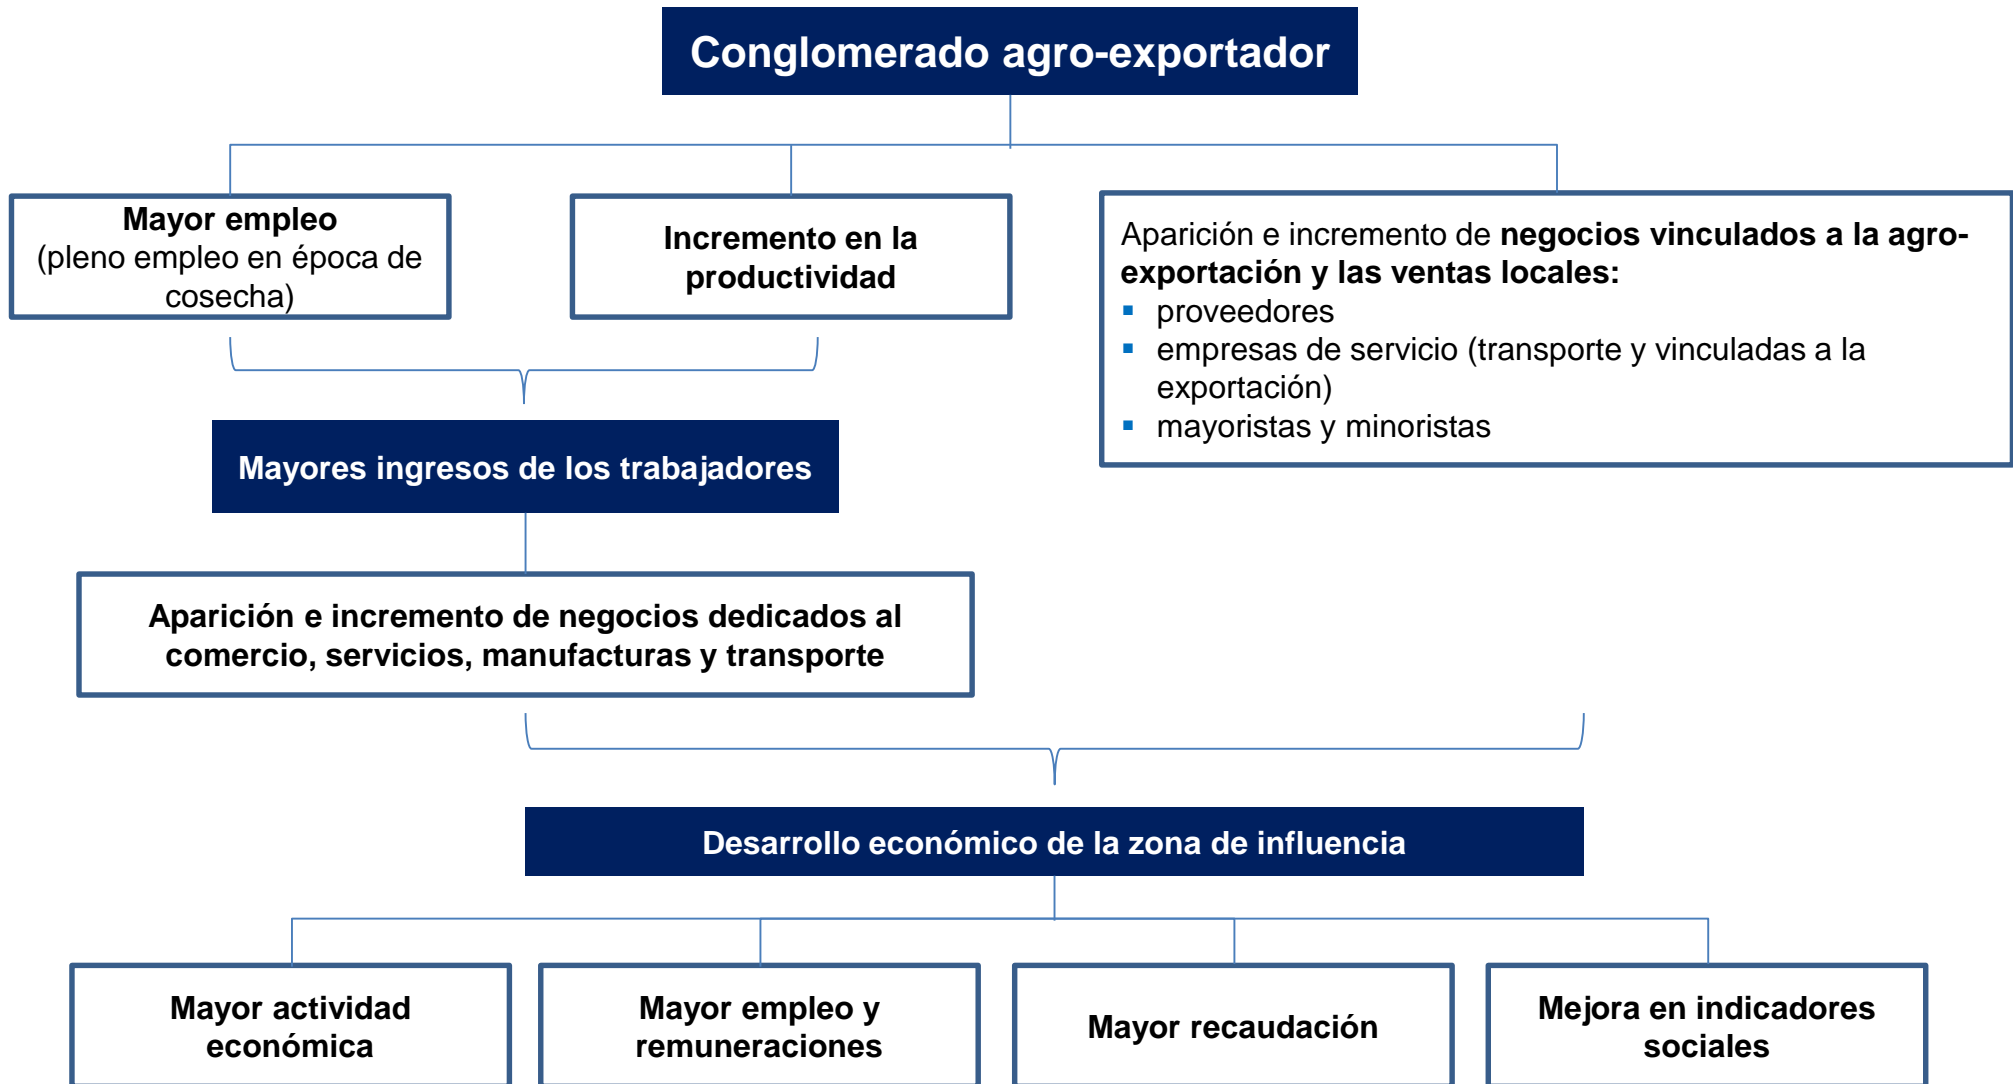 Conglomerado agro-exportador
Mayor empleo
(pleno empleo en época de
cosecha)
Incremento en la
productividad
Aparición e incremento de negocios vinculados a la agro-
exportación y las ventas locales:
▪ proveedores
▪ empresas de servicio (transporte y vinculadas a la
exportación)
▪ mayoristas y minoristas
Mayores ingresos de los trabajadores
Aparición e incremento de negocios dedicados al
comercio, servicios, manufacturas y transporte
Desarrollo económico de la zona de influencia
Mayor actividad
económica
Mayor empleo y
remuneraciones
Mayor recaudación
Mejora en indicadores
sociales